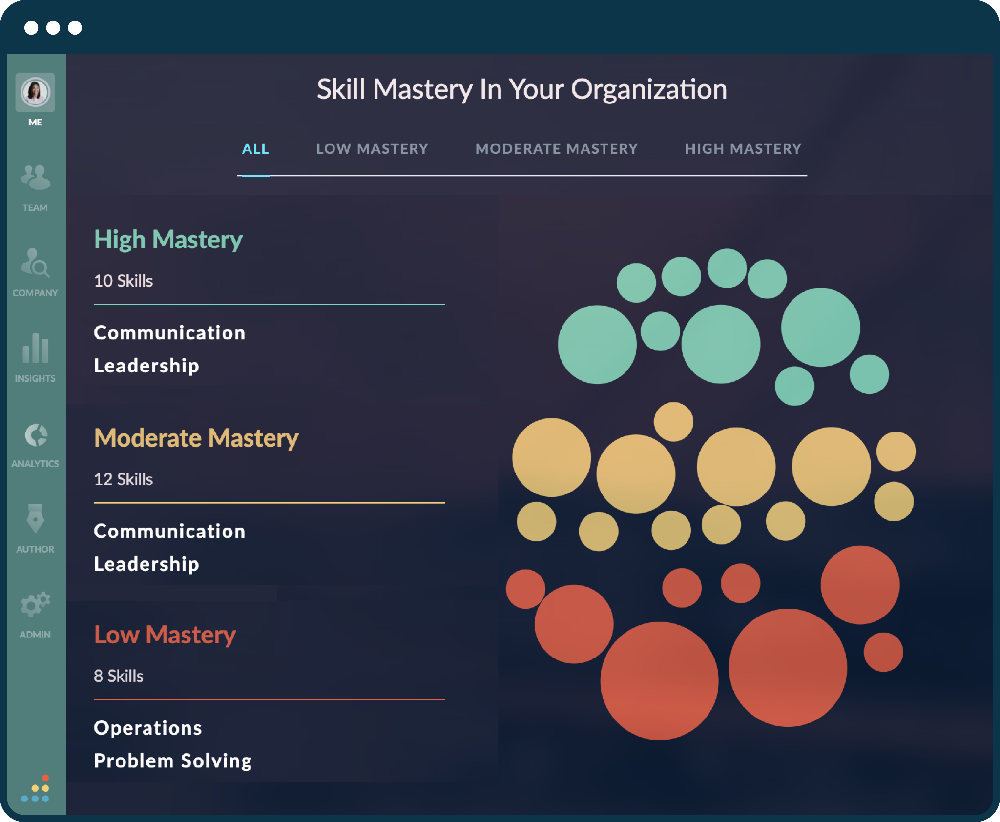 Skill Mastery In Your Organization
ME
ALL
LOW MASTERY
MODERATE MASTERY
HIGH MASTERY
TEAM
COMPANY
INSIGHTS
ANALYTICS
AUTHOR
ADMIN
High Mastery
10 Skills
Communication
Leadership
Moderate Mastery
12 Skills
Communication
Leadership
Low Mastery
8 Skills
Operations
Problem Solving